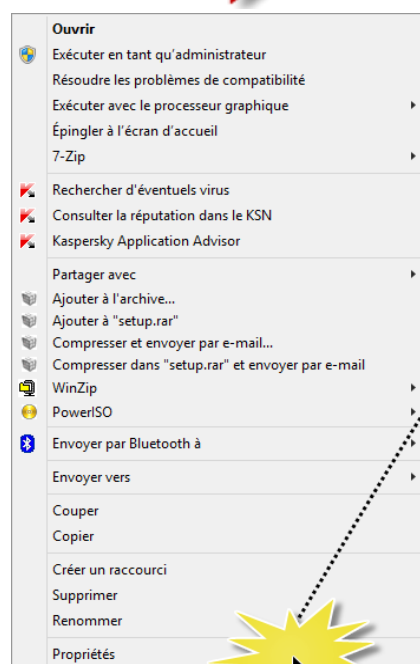 Ouvrir
Exécuter en tant qu’administrateur
Résoudre les problèmes de compatibilité
Exécuter avec le processeur graphique
Épingler à l'écran d'accueil
7-Zip
Rechercher d'éventuels virus
Consulter la réputation dans le KSN
Kaspersky Application Advisor
Partager avec
Ajouter à l'archive...
Ajouter à "setup.rar"
Compresser et envoyer par e-mail...
Compresser dans "setup.rar" et envoyer par e-mail
WinZip
PowerISO
Envoyer par Bluetooth à
Envoyer vers
Couper
Copier
Créer un raccourci
Supprimer
Renommer
Propriétés